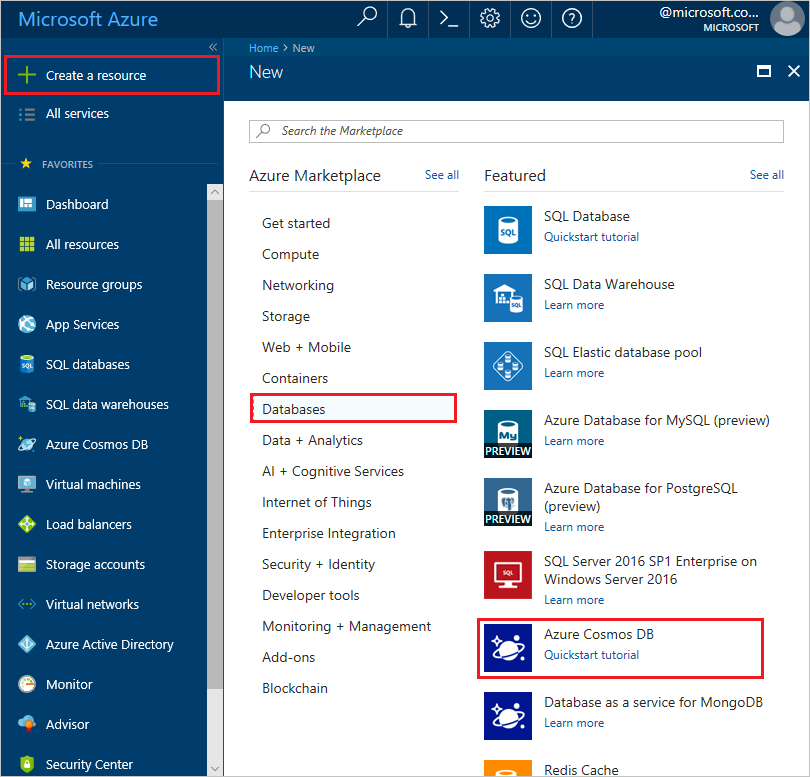 Microsoft Azure
@microsoft.co...
MICROSOFT
Create a resource
All services
FAVORITES
Dashboard
All resources
Resource groups
App Services
SQL databases
SQL data warehouses
Azure Cosmos DB
Virtual machines
Load balancers
Storage accounts
Virtual networks
Azure Active Directory
Monitor
Advisor
Security Center
Home > New
New
Search the Marketplace
Azure Marketplace
See all
Get started
Compute
Networking
Storage
Web + Mobile
Containers
Databases
Data + Analytics
AI + Cognitive Services
Internet of Things
Enterprise Integration
Security + Identity
Developer tools
Monitoring + Management
Add-ons
Blockchain
Featured
See all
SQL
SQL Database
Quickstart tutorial
SQL
SQL Data Warehouse
Learn more
SQL Elastic database pool
Learn more
My
PREVIEW
Azure Database for MySQL (preview)
Learn more
PREVIEW
Azure Database for PostgreSQL
(preview)
Learn more
SQL
SQL Server 2016 SP1 Enterprise on
Windows Server 2016
Learn more
Azure Cosmos DB
Quickstart tutorial
Database as a service for MongoDB
Learn more
Redis Cache